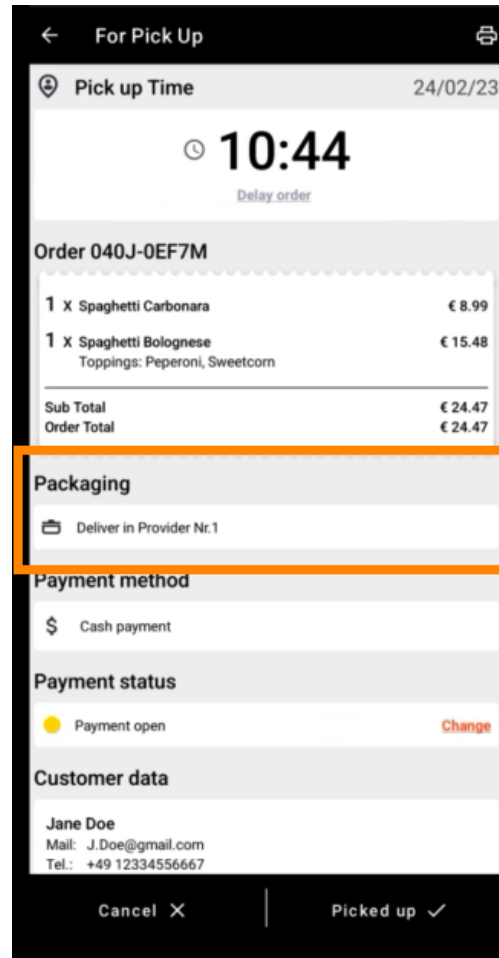 For Pick Up
Pick up Time 24/02/23
10:44
Delay order
Order 040J-0EF7M
1 x Spaghetti Carbonara € 8.99
1 x Spaghetti Bolognese € 15.48
Toppings: Peperoni, Sweetcorn
Sub Total € 24.47
Order Total € 24.47
Packaging
Deliver in Provider Nr.1
Payment method
$ Cash payment
Payment status
Payment open Change
Customer data
Jane Doe
Mail: J.Doe@gmail.com
Tel.: +49 12334556667
Cancel X Picked up ✓